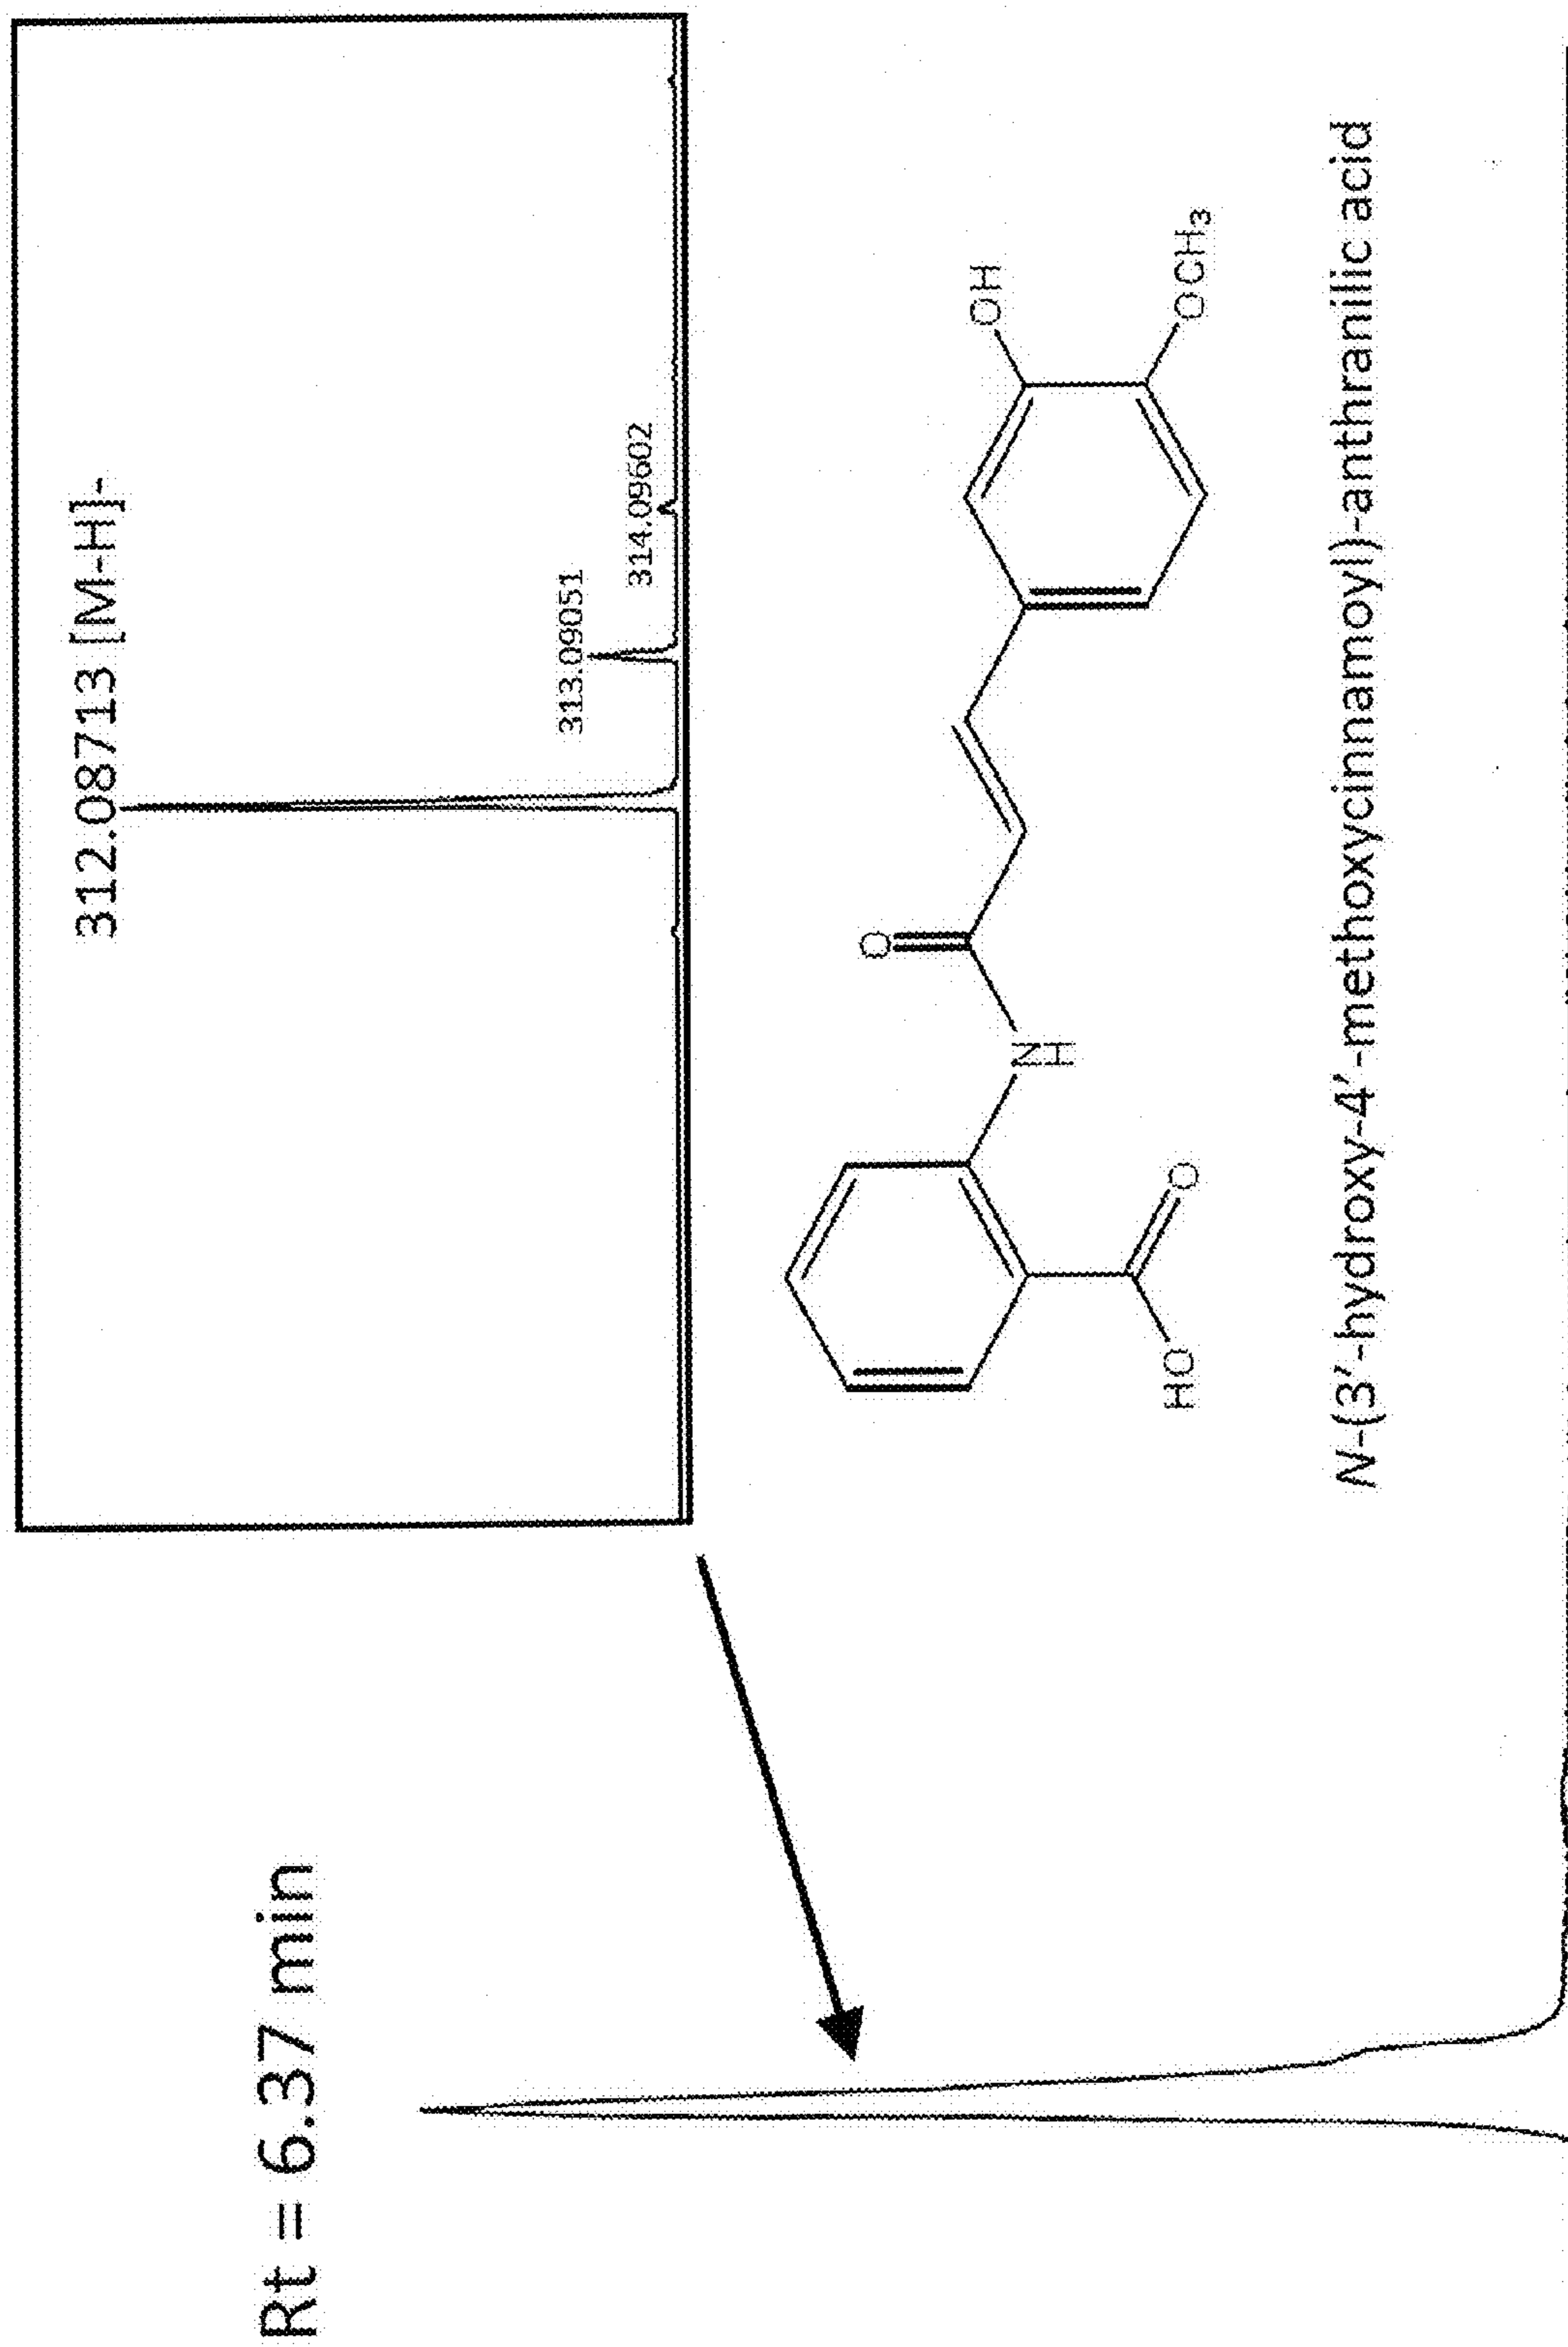 Rt = 6.37 min
312.08713 [M-H]-
313.09051
314.09602
O
NH
HO
O
OH
OCH3
N-(3′-hydroxy-4′-methoxycinnamoyl)-anthranilic acid